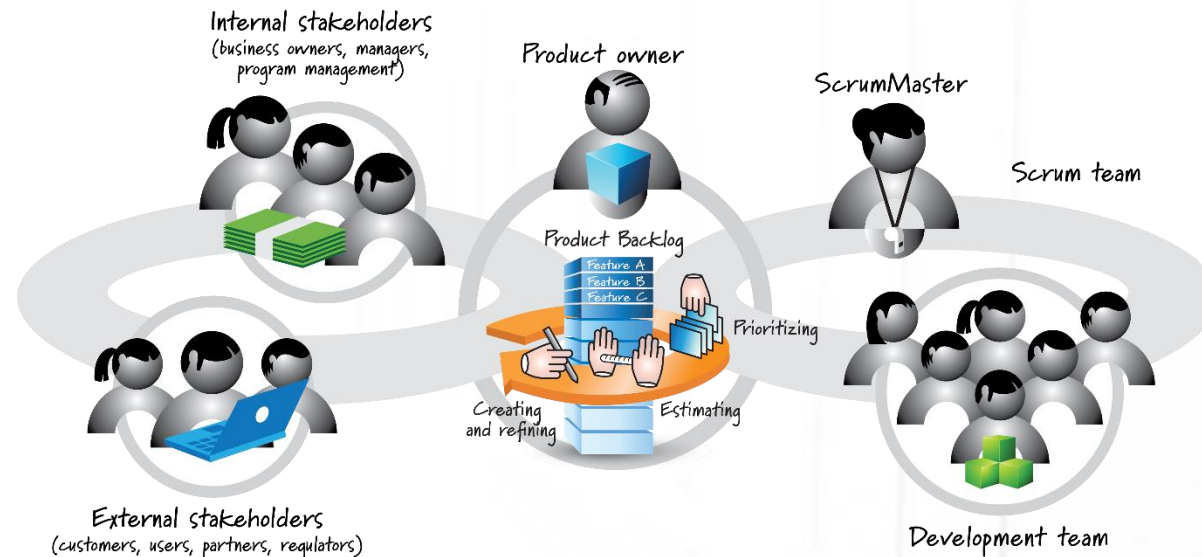 Internal stakeholders
(business owners, managers,
program management)
Product owner
ScrumMaster
Scrum team
Product Backlog
Feature A
Feature B
Feature C
Prioritizing
Creating
and refining
Estimating
External stakeholders
(customers, users, partners, regulators)
Development team